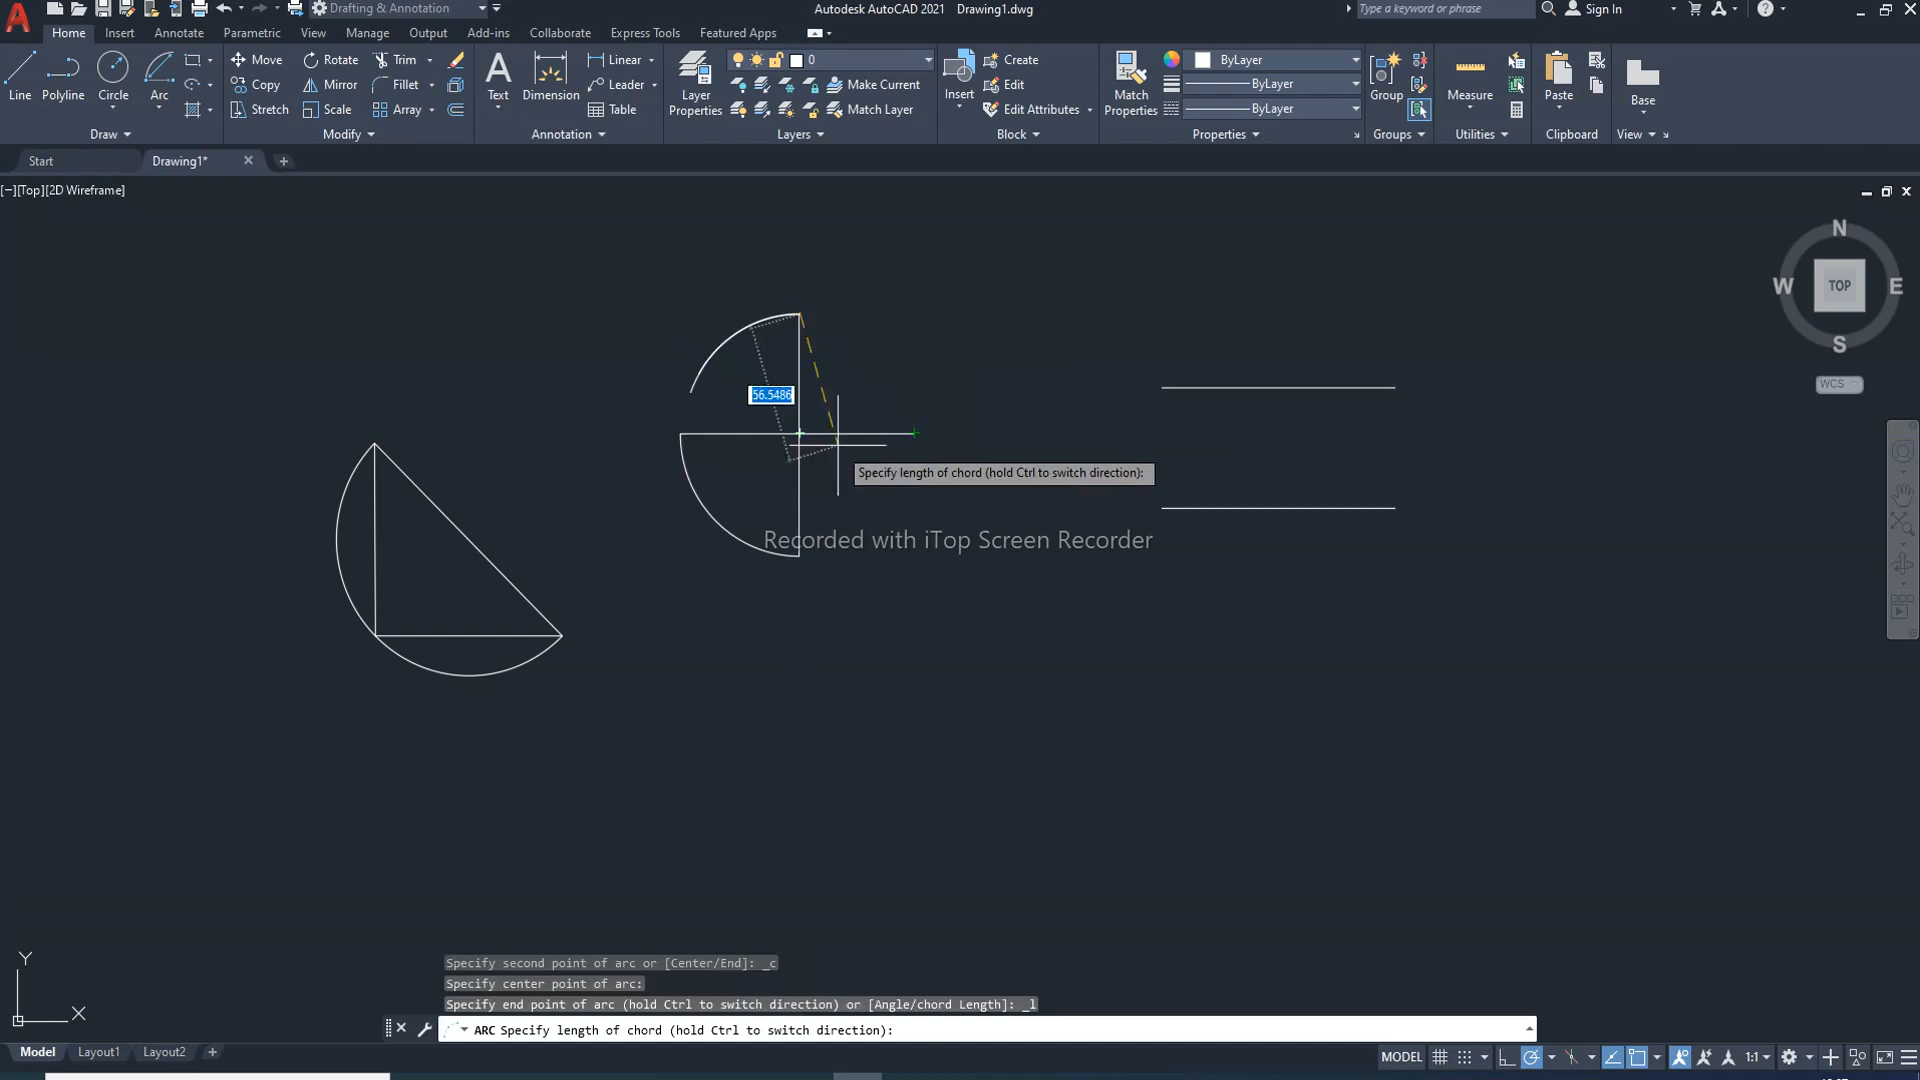 Drafting & Annotation
Autodesk AutoCAD 2021 Drawing1.dwg
Type a keyword or phrase
Sign In
Home Insert Annotate Parametric View Manage Output Add-ins Collaborate Express Tools Featured Apps
Line
Polyline
Circle
Arc
Draw
Move
Rotate
Trim
Copy
Mirror
Fillet
Stretch
Scale
Array
Modify
Text
Dimension
Linear
Leader
Table
Annotation
Layer
Properties
0
Make Current
Match Layer
Layers
Insert
Create
Edit
Edit Attributes
Block
Match
Properties
ByLayer
ByLayer
ByLayer
Properties
Group
Groups
Measure
Utilities
Paste
Clipboard
Base
View
Start
Drawing1*
[−][Top][2D Wireframe]
N
W
TOP
E
S
WCS
56.5486
Specify length of chord (hold Ctrl to switch direction):
Recorded with iTop Screen Recorder
Y
X
Specify second point of arc or [Center/End]: _c
Specify center point of arc:
Specify end point of arc (hold Ctrl to switch direction) or [Angle/chord Length]: _l
ARC Specify length of chord (hold Ctrl to switch direction):
Model Layout1 Layout2
MODEL
1:1